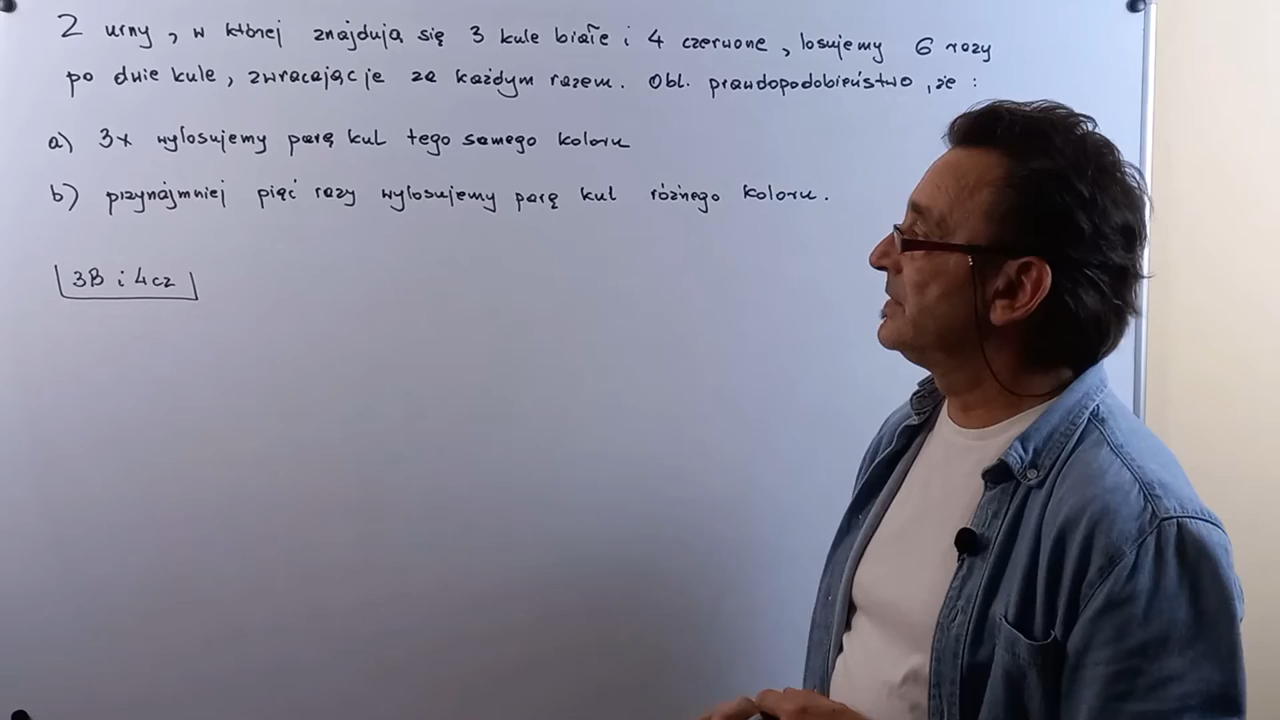 Z urny, w której znajdują się 3 kule białe i 4 czerwone, losujemy 6 razy
po dwie kule, zwracając je za każdym razem. Obl. prawdopodobieństwo, że :
a) 3x wylosujemy parę kul tego samego koloru
b) przynajmniej pięć razy wylosujemy parę kul różnego koloru.
3B i 4cz